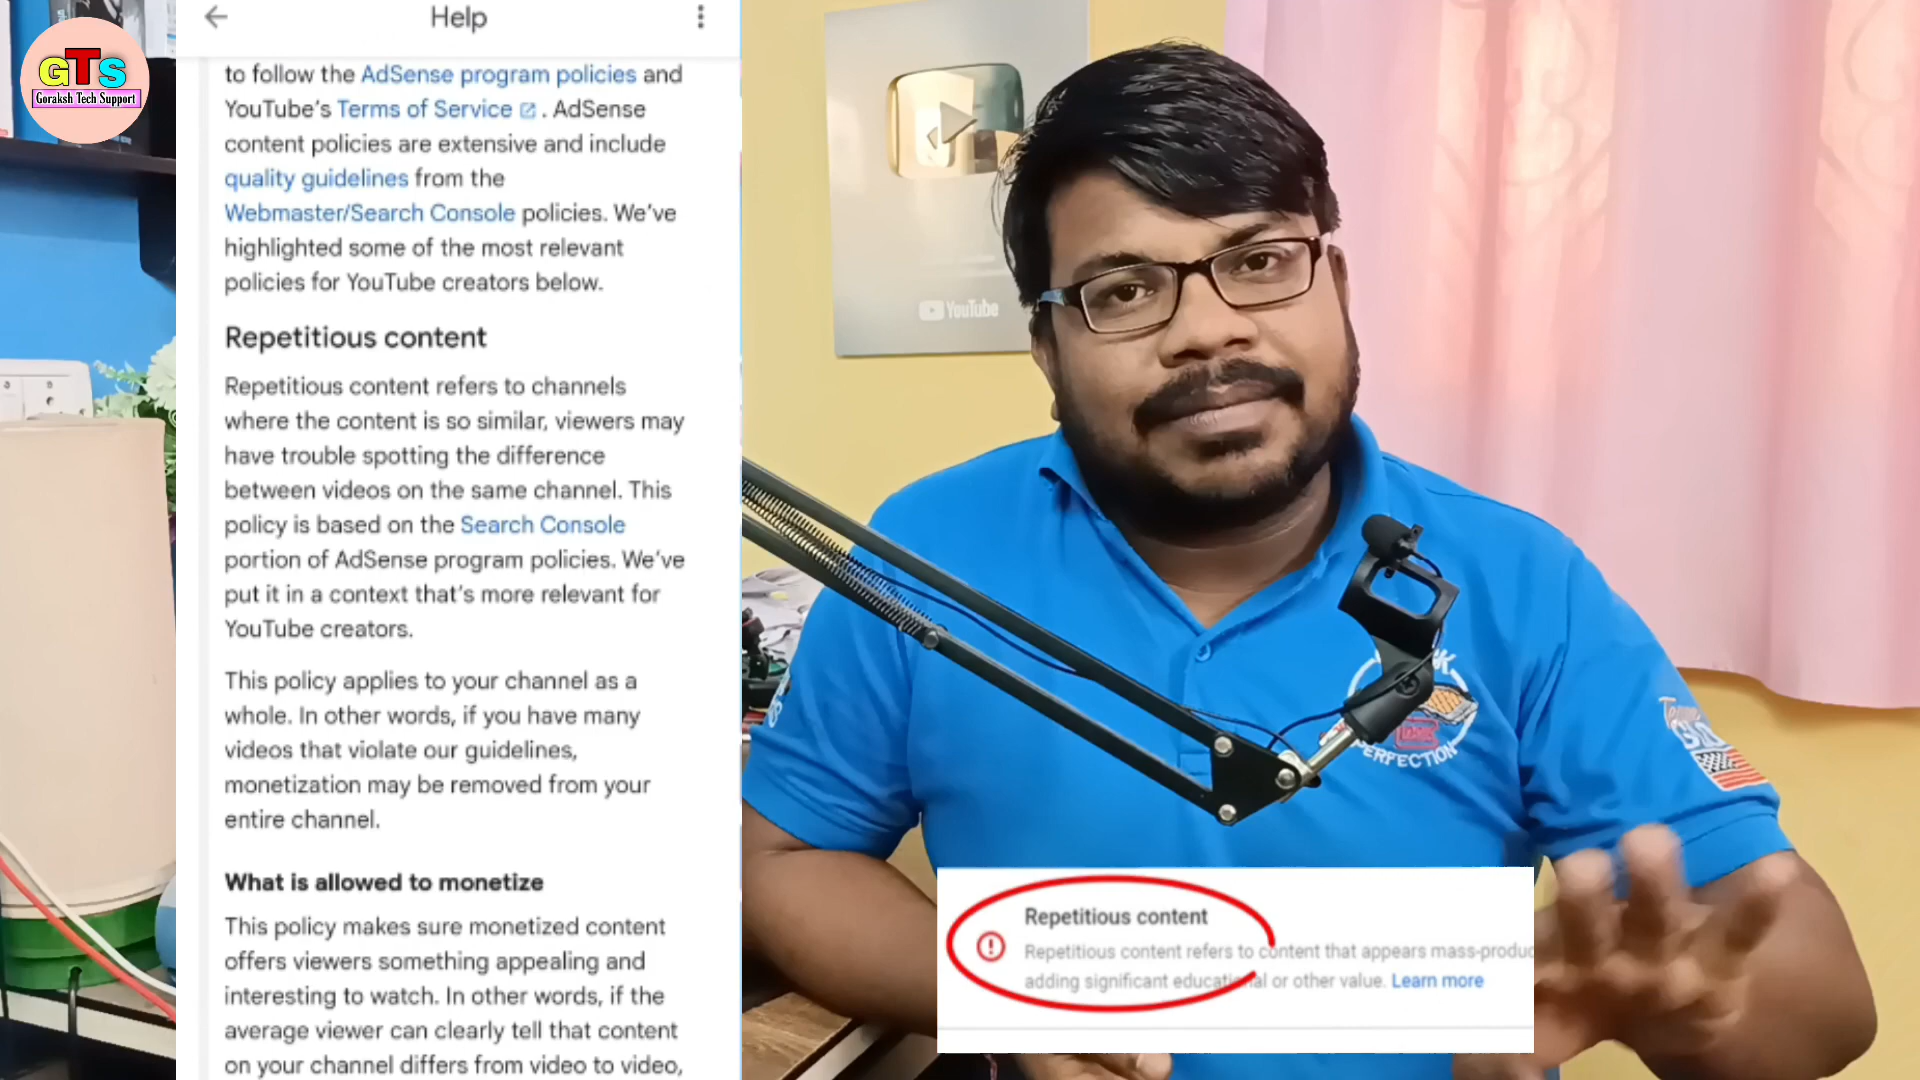 GTS
Goraksh Tech Support
Help
to follow the AdSense program policies and
YouTube's Terms of Service . AdSense
content policies are extensive and include
quality guidelines from the
Webmaster/Search Console policies. We've
highlighted some of the most relevant
policies for YouTube creators below.
Repetitious content
Repetitious content refers to channels
where the content is so similar, viewers may
have trouble spotting the difference
between videos on the same channel. This
policy is based on the Search Console
portion of AdSense program policies. We've
put it in a context that's more relevant for
YouTube creators.
This policy applies to your channel as a
whole. In other words, if you have many
videos that violate our guidelines,
monetization may be removed from your
entire channel.
What is allowed to monetize
This policy makes sure monetized content
offers viewers something appealing and
interesting to watch. In other words, if the
average viewer can clearly tell that content
on your channel differs from video to video,
YouTube
PERFECTION
Repetitious content
Repetitious content refers to content that appears mass-produc
adding significant educational or other value. Learn more